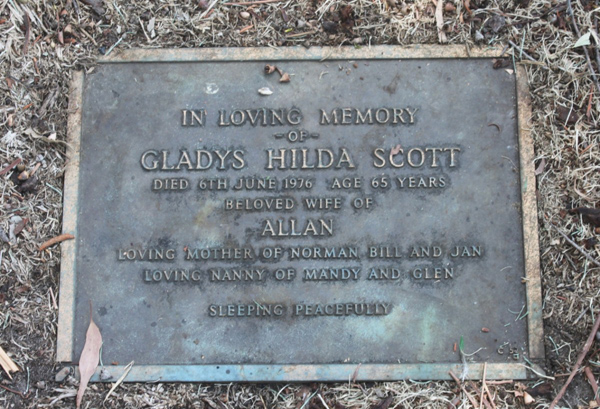 IN LOVING MEMORY
-OF-
GLADYS HILDA SCOTT
DIED 6TH JUNE 1976 AGE 65 YEARS
BELOVED WIFE OF
ALLAN
LOVING MOTHER OF NORMAN BILL AND JAN
LOVING NANNY OF MANDY AND GLEN
SLEEPING PEACEFULLY